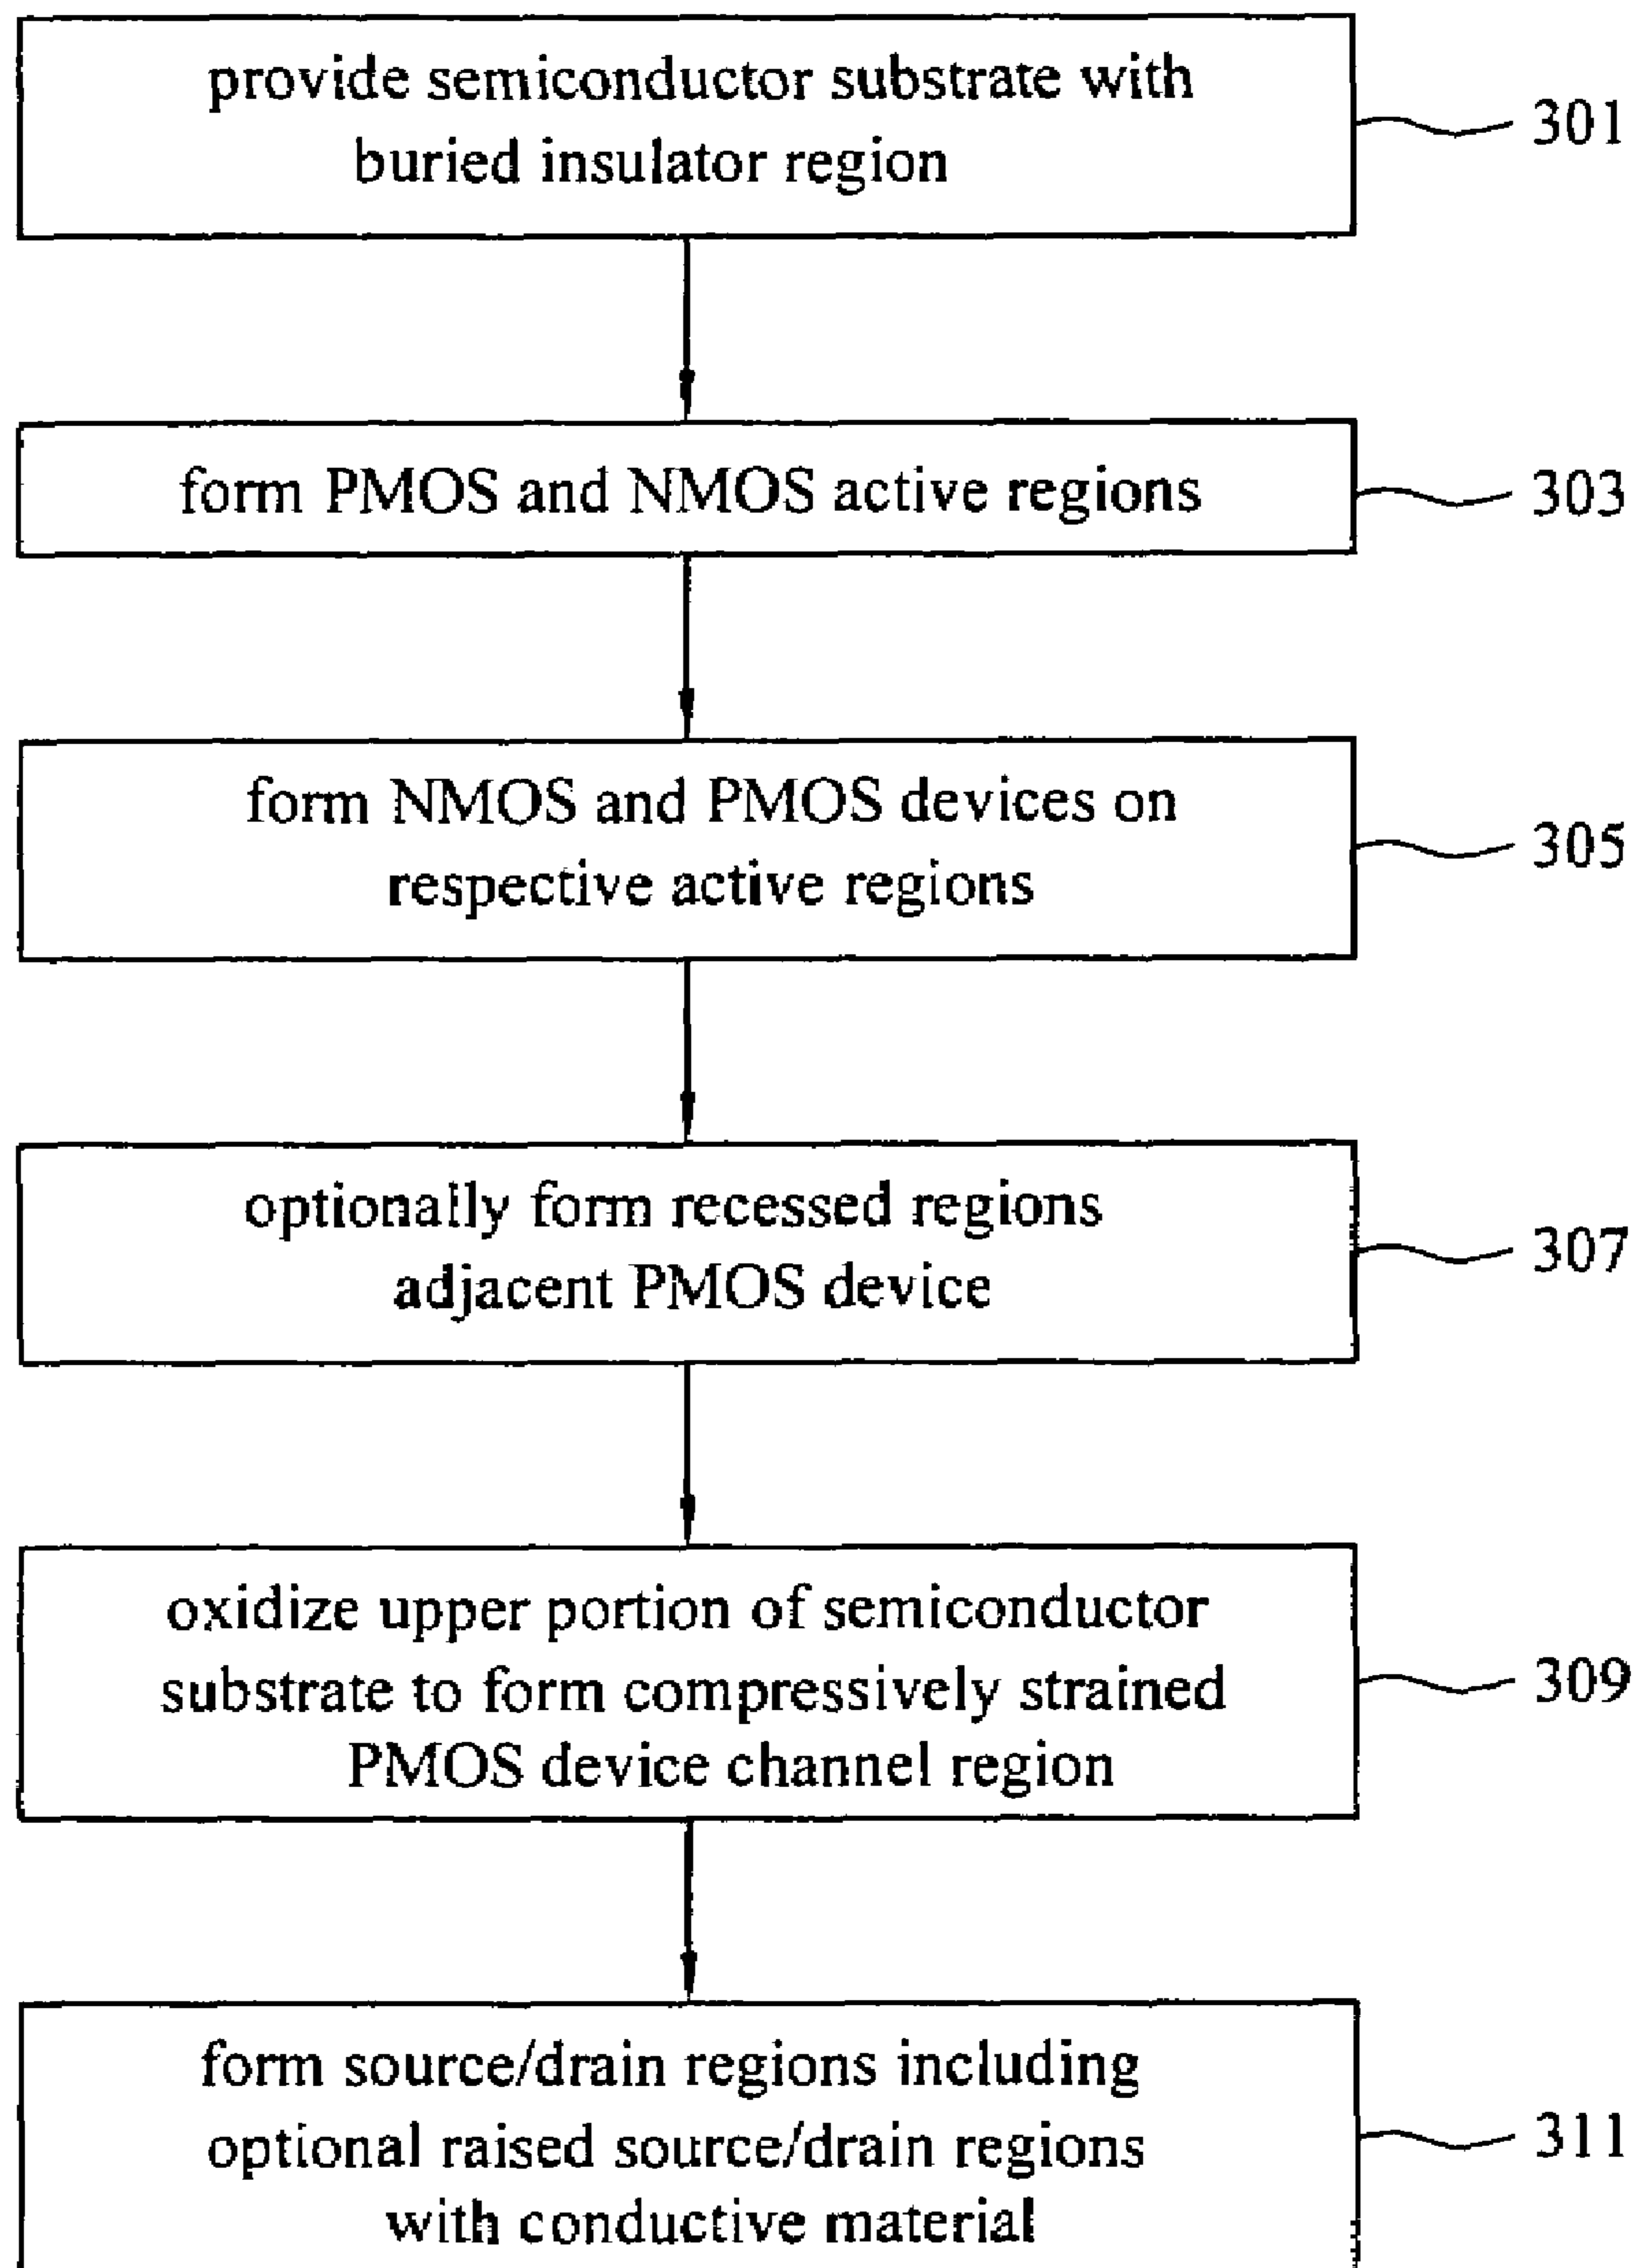 provide semiconductor substrate with
buried insulator region
301
form PMOS and NMOS active regions
303
form NMOS and PMOS devices on
respective active regions
305
optionally form recessed regions
adjacent PMOS device
307
oxidize upper portion of semiconductor
substrate to form compressively strained
PMOS device channel region
309
form source/drain regions including
optional raised source/drain regions
with conductive material
311